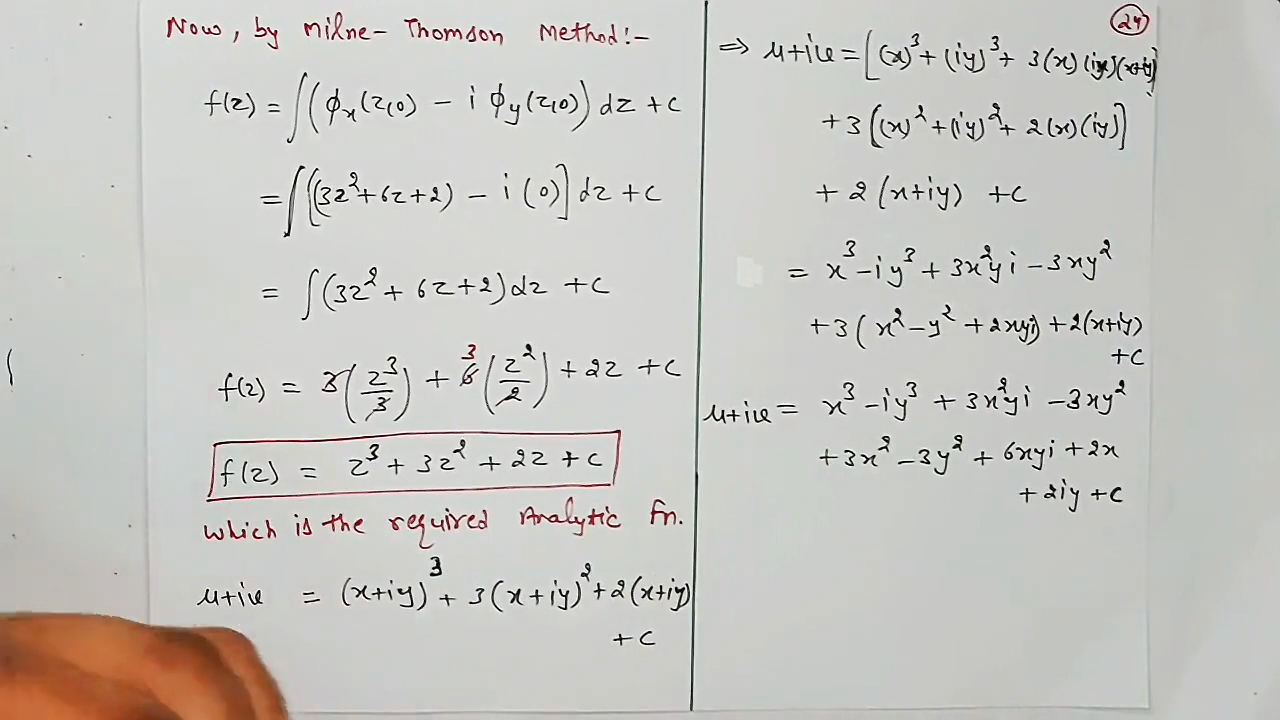 Now, by Milne-Thomson Method:-
f(z) = ∫(ϕx(z,0) - i ϕy(z,0)) dz + c
= ∫[(3z²+6z+2) - i (0)] dz + c
= ∫(3z² + 6z+2) dz + c
f(z) = 3(z³/3) + 6 3 (z²/2) + 2z + c
f(z) = z³ + 3z² + 2z + c
which is the required Analytic fn.
u+iv = (x+iy)³ + 3(x+iy)² + 2(x+iy)
+ c
24
⇒ u+iv = [(x)³ + (iy)³ + 3(x)(iy)(x+iy)]
+3[(x)² + (iy)² + 2(x)(iy)]
+ 2(x+iy) + c
= x³ - iy³ + 3x²yi - 3xy²
+3(x² - y² + 2xyi) + 2(x+iy)
+c
u+iv = x³ - iy³ + 3x²yi - 3xy²
+3x² - 3y² + 6xyi + 2x
+ 2iy + c